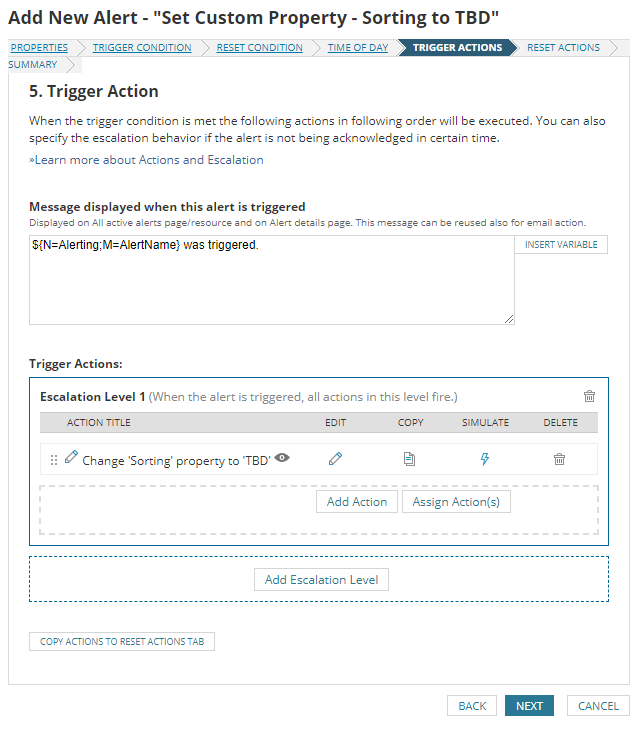 Add New Alert - "Set Custom Property - Sorting to TBD"
PROPERTIES TRIGGER CONDITION RESET CONDITION TIME OF DAY TRIGGER ACTIONS RESET ACTIONS
SUMMARY
5. Trigger Action
When the trigger condition is met the following actions in following order will be executed. You can also
specify the escalation behavior if the alert is not being acknowledged in certain time.
»Learn more about Actions and Escalation
Message displayed when this alert is triggered
Displayed on All active alerts page/resource and on Alert details page. This message can be reused also for email action.
${N=Alerting;M=AlertName} was triggered.
INSERT VARIABLE
Trigger Actions:
Escalation Level 1 (When the alert is triggered, all actions in this level fire.)
ACTION TITLE EDIT COPY SIMULATE DELETE
Change 'Sorting' property to 'TBD'
Add Action Assign Action(s)
Add Escalation Level
COPY ACTIONS TO RESET ACTIONS TAB
BACK NEXT CANCEL